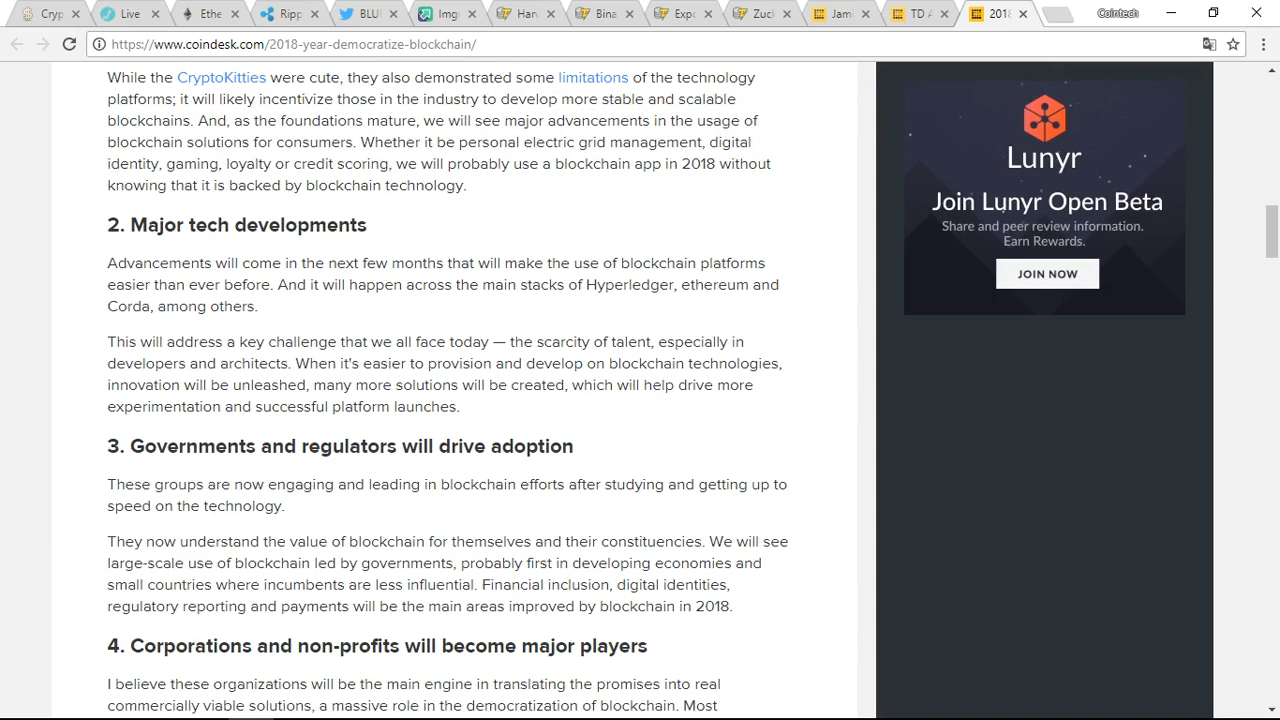 Cryp
Live
Ethe
Ripp
BLU
Imgr
Han
Bina
Expo
Zuck
Jam
TD A
2018
Cointech
https://www.coindesk.com/2018-year-democratize-blockchain/
While the CryptoKitties were cute, they also demonstrated some limitations of the technology
platforms; it will likely incentivize those in the industry to develop more stable and scalable
blockchains. And, as the foundations mature, we will see major advancements in the usage of
blockchain solutions for consumers. Whether it be personal electric grid management, digital
identity, gaming, loyalty or credit scoring, we will probably use a blockchain app in 2018 without
knowing that it is backed by blockchain technology.
2. Major tech developments
Advancements will come in the next few months that will make the use of blockchain platforms
easier than ever before. And it will happen across the main stacks of Hyperledger, ethereum and
Corda, among others.
This will address a key challenge that we all face today — the scarcity of talent, especially in
developers and architects. When it's easier to provision and develop on blockchain technologies,
innovation will be unleashed, many more solutions will be created, which will help drive more
experimentation and successful platform launches.
3. Governments and regulators will drive adoption
These groups are now engaging and leading in blockchain efforts after studying and getting up to
speed on the technology.
They now understand the value of blockchain for themselves and their constituencies. We will see
large-scale use of blockchain led by governments, probably first in developing economies and
small countries where incumbents are less influential. Financial inclusion, digital identities,
regulatory reporting and payments will be the main areas improved by blockchain in 2018.
4. Corporations and non-profits will become major players
I believe these organizations will be the main engine in translating the promises into real
commercially viable solutions, a massive role in the democratization of blockchain. Most
Lunyr
Join Lunyr Open Beta
Share and peer review information.
Earn Rewards.
JOIN NOW